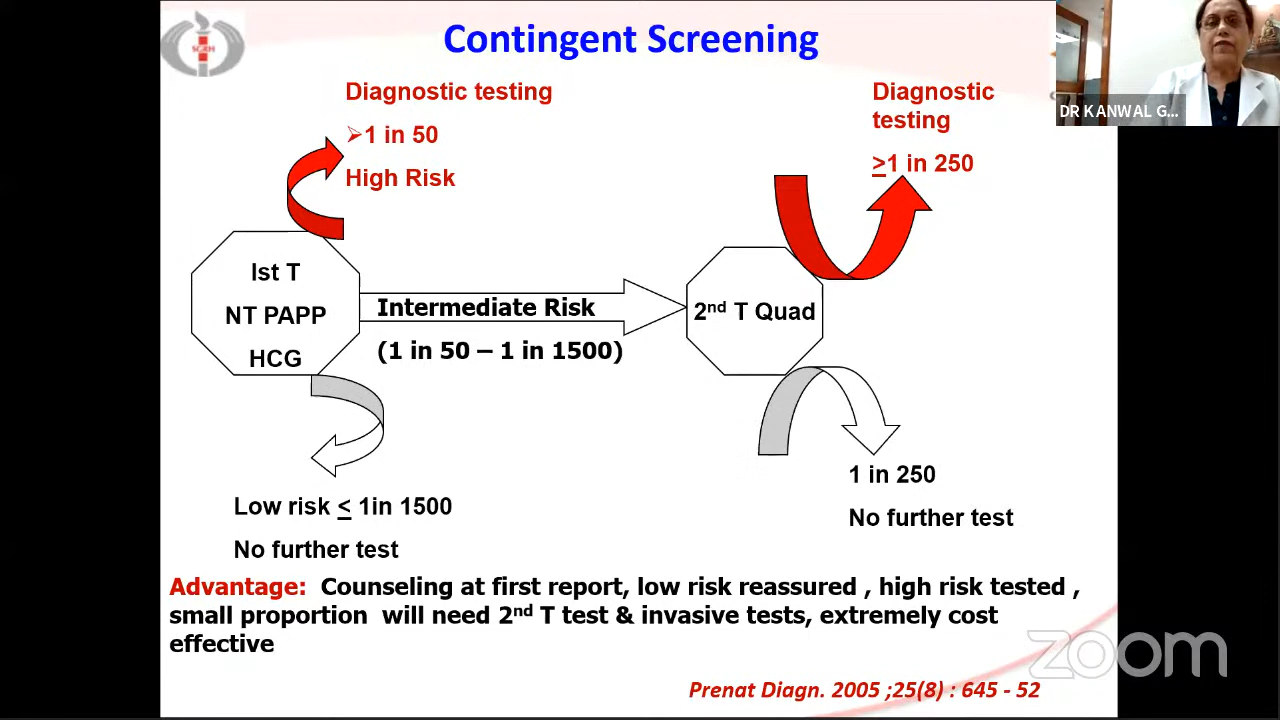 Contingent Screening
SGRH
DR KANWAL G...
Diagnostic testing
➢1 in 50
High Risk
Diagnostic
testing
≥1 in 250
Ist T
NT PAPP
HCG
Intermediate Risk
(1 in 50 – 1 in 1500)
2nd T Quad
Low risk ≤ 1in 1500
No further test
1 in 250
No further test
Advantage: Counseling at first report, low risk reassured , high risk tested ,
small proportion will need 2nd T test & invasive tests, extremely cost
effective
zoom
Prenat Diagn. 2005 ;25(8) : 645 - 52